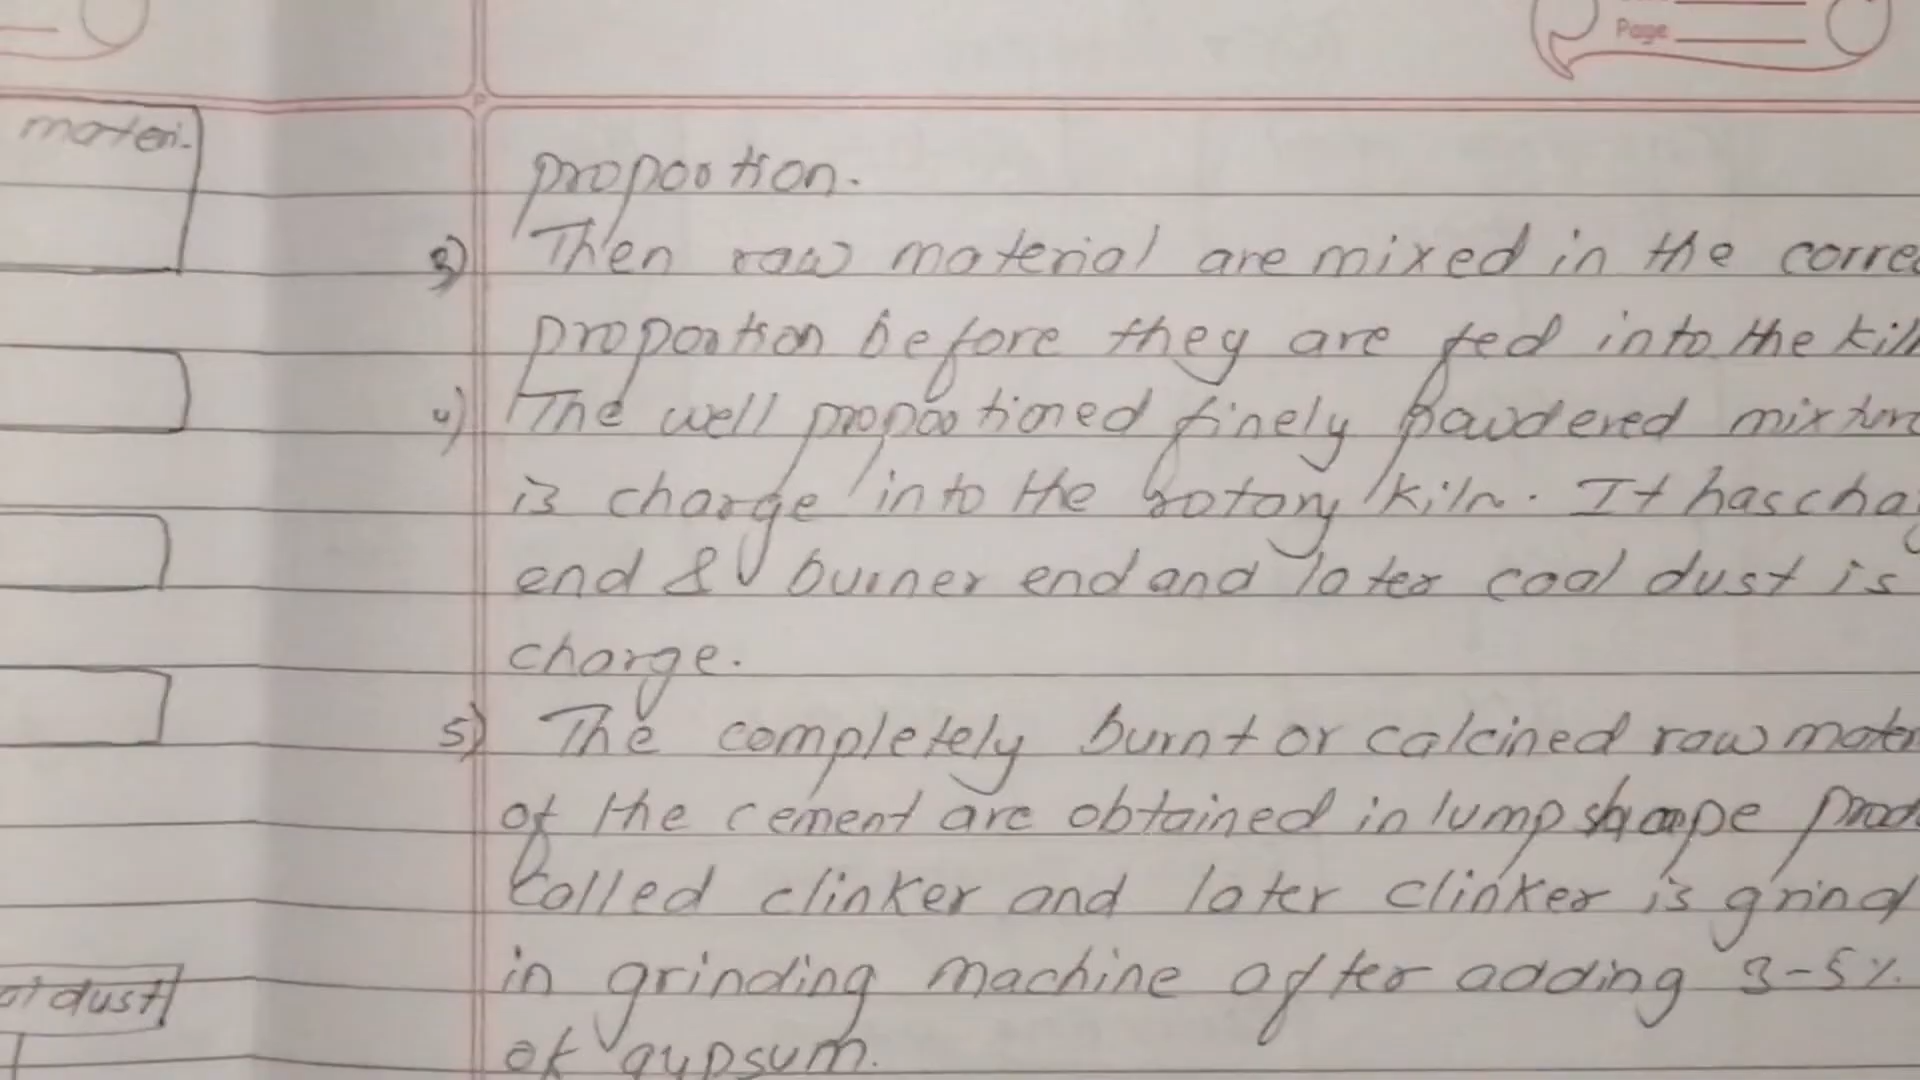 Page
materi-
proportion.
3) Then raw material are mixed in the corre
proportion before they are fed into the kiln
4) The well proportioned finely powdered mixture
is charge into the rotary kiln. It has cha
end & burner end and later coal dust is
charge.
5) The completely burnt or calcined raw mater
of the cement are obtained in lump shape prod
called clinker and later clinker is grind
in grinding machine after adding 3-5%
of gypsum.
dust